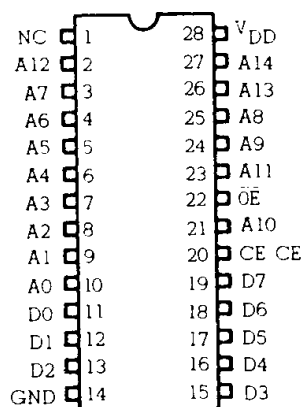 NC 1 28 VDD
A12 2 27 A14
A7 3 26 A13
A6 4 25 A8
A5 5 24 A9
A4 6 23 A11
A3 7 22 OE
A2 8 21 A10
A1 9 20 CE CE
A0 10 19 D7
D0 11 18 D6
D1 12 17 D5
D2 13 16 D4
GND 14 15 D3